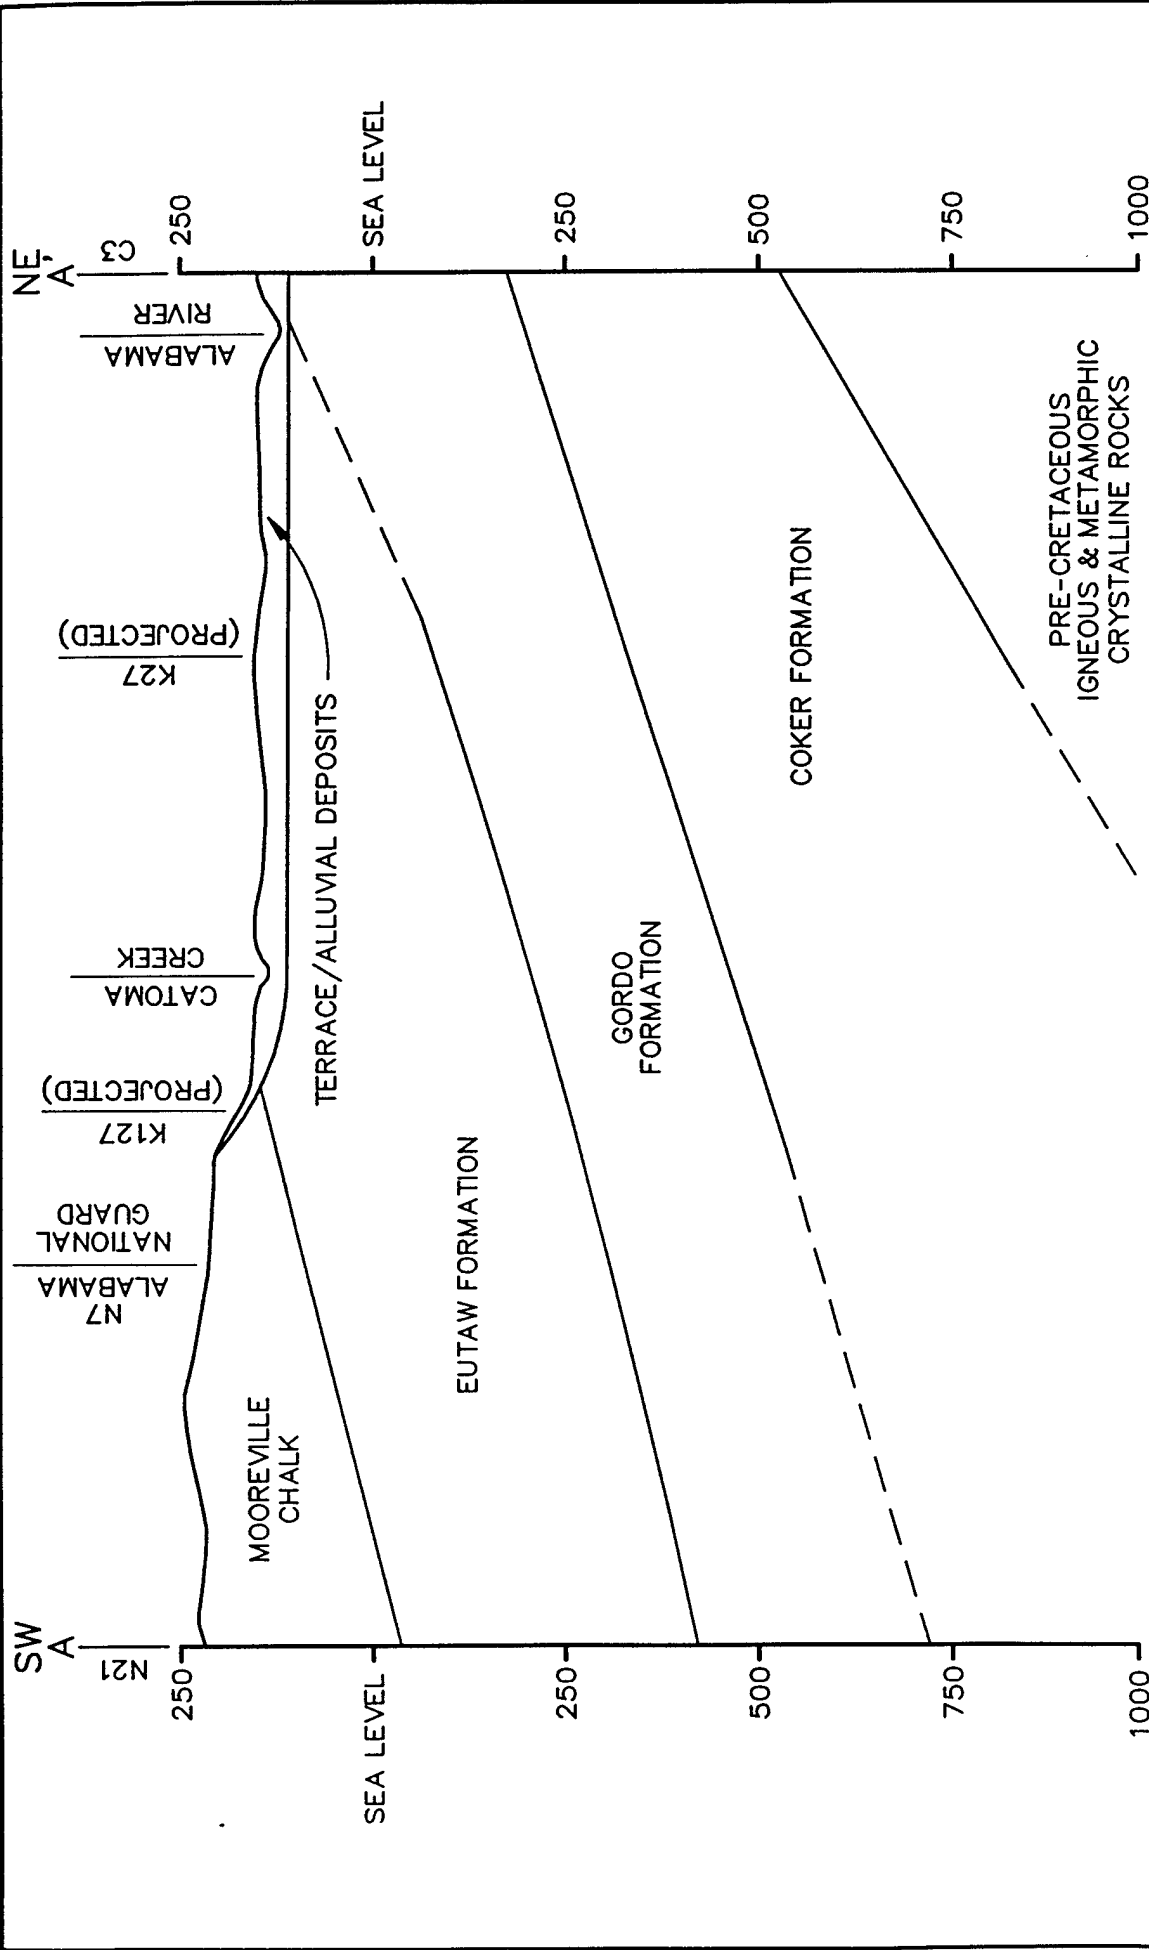 SW
A
N21
N7
ALABAMA
NATIONAL
GUARD
K127
(PROJECTED)
CATOMA
CREEK
K27
(PROJECTED)
ALABAMA
RIVER
NE
A'
C3
250
SEA LEVEL
250
500
750
1000
250
SEA LEVEL
250
500
750
1000
MOOREVILLE
CHALK
TERRACE/ALLUVIAL DEPOSITS
EUTAW FORMATION
GORDO
FORMATION
COKER FORMATION
PRE-CRETACEOUS
IGNEOUS & METAMORPHIC
CRYSTALLINE ROCKS